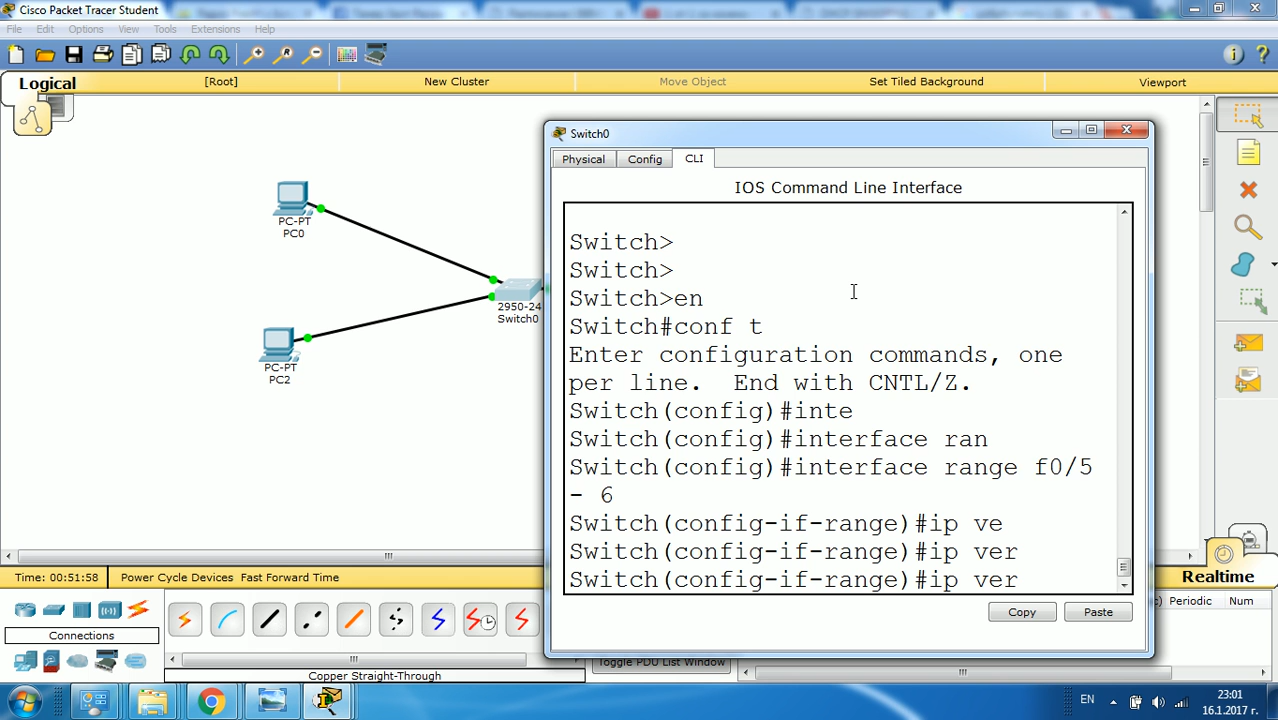 Cisco Packet Tracer Student
File Edit Options View Tools Extensions Help
Logical
[Root]
New Cluster
Move Object
Set Tiled Background
Viewport
PC-PT
PC0
PC-PT
PC2
2950-24
Switch0
Switch0
Physical Config CLI
IOS Command Line Interface
Switch>
Switch>
Switch>en
Switch#conf t
Enter configuration commands, one
per line.  End with CNTL/Z.
Switch(config)#inte
Switch(config)#interface ran
Switch(config)#interface range f0/5
- 6
Switch(config-if-range)#ip ve
Switch(config-if-range)#ip ver
Switch(config-if-range)#ip ver
Copy Paste
Time: 00:51:58 Power Cycle Devices Fast Forward Time
Realtime
Periodic Num
Connections
Copper Straight-Through
Toggle PDU List Window
EN
23:01
16.1.2017 г.